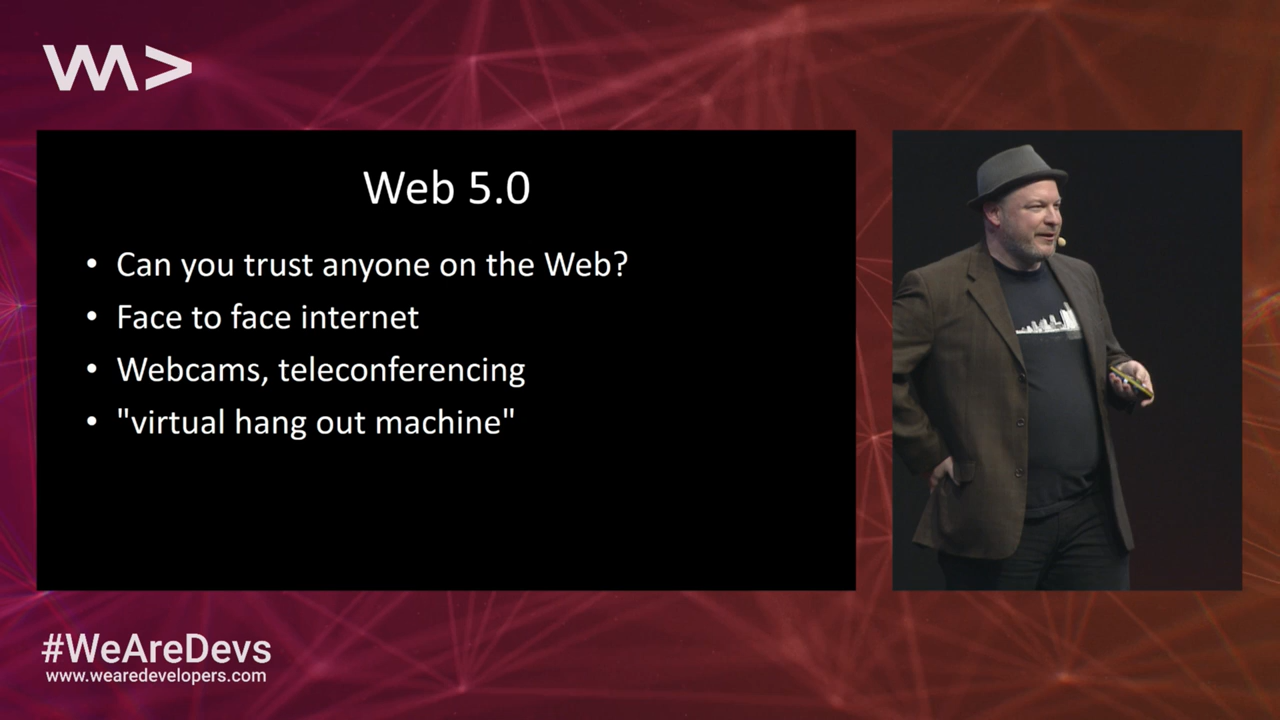 Web 5.0
• Can you trust anyone on the Web?
• Face to face internet
• Webcams, teleconferencing
• "virtual hang out machine"
#WeAreDevs
www.wearedevelopers.com